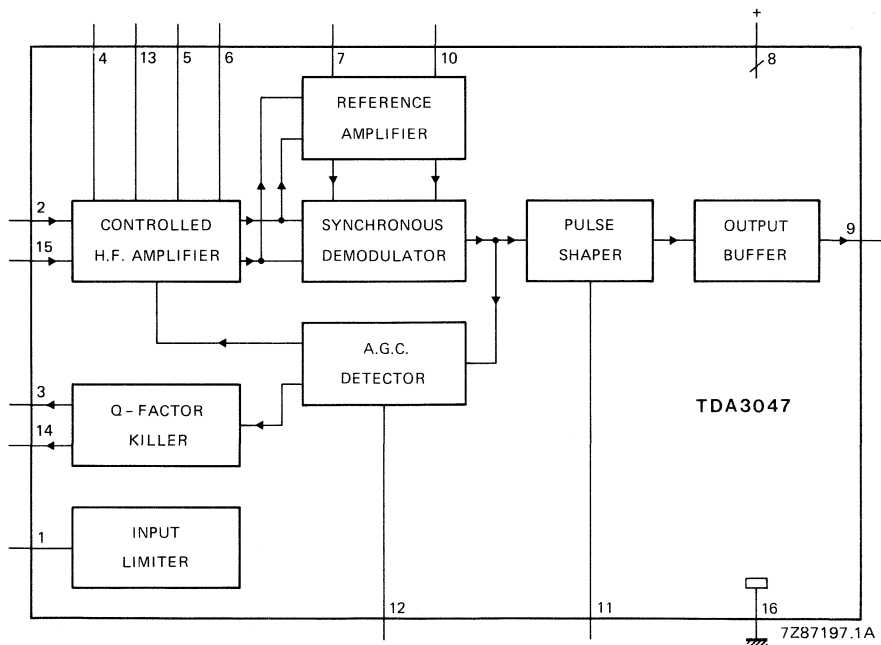 +
4 13 5 6 7 10 8
REFERENCE
AMPLIFIER
2
15
CONTROLLED
H.F. AMPLIFIER
SYNCHRONOUS
DEMODULATOR
PULSE
SHAPER
OUTPUT
BUFFER
9
A.G.C.
DETECTOR
3
14
Q-FACTOR
KILLER
TDA3047
1
INPUT
LIMITER
12 11 16
7Z87197.1A